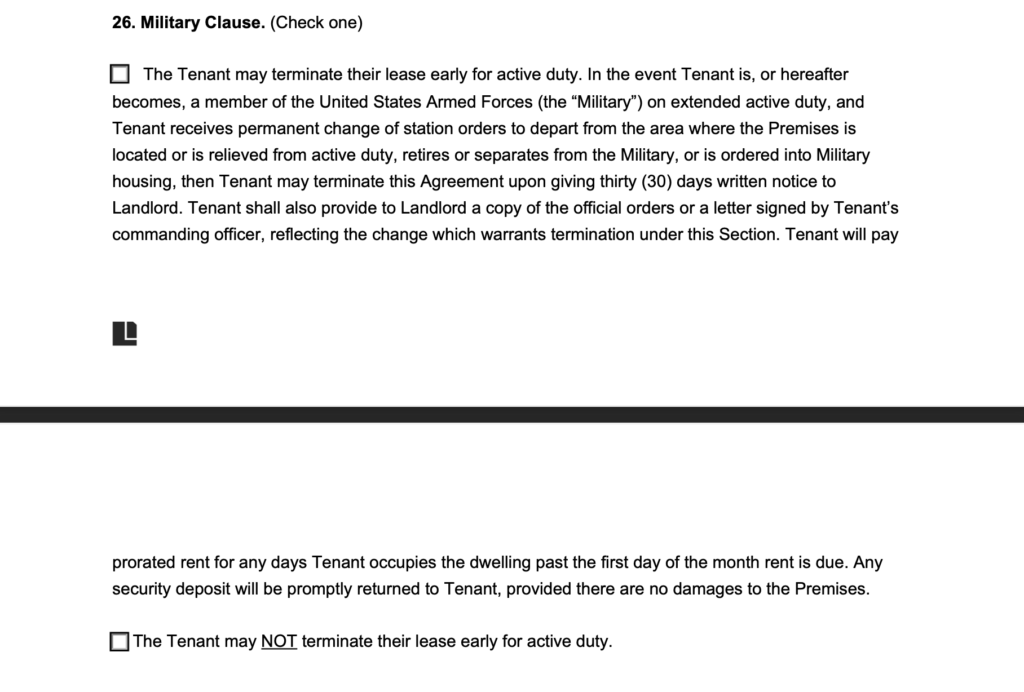 26. Military Clause. (Check one)
The Tenant may terminate their lease early for active duty. In the event Tenant is, or hereafter
becomes, a member of the United States Armed Forces (the “Military”) on extended active duty, and
Tenant receives permanent change of station orders to depart from the area where the Premises is
located or is relieved from active duty, retires or separates from the Military, or is ordered into Military
housing, then Tenant may terminate this Agreement upon giving thirty (30) days written notice to
Landlord. Tenant shall also provide to Landlord a copy of the official orders or a letter signed by Tenant’s
commanding officer, reflecting the change which warrants termination under this Section. Tenant will pay
prorated rent for any days Tenant occupies the dwelling past the first day of the month rent is due. Any
security deposit will be promptly returned to Tenant, provided there are no damages to the Premises.
The Tenant may NOT terminate their lease early for active duty.